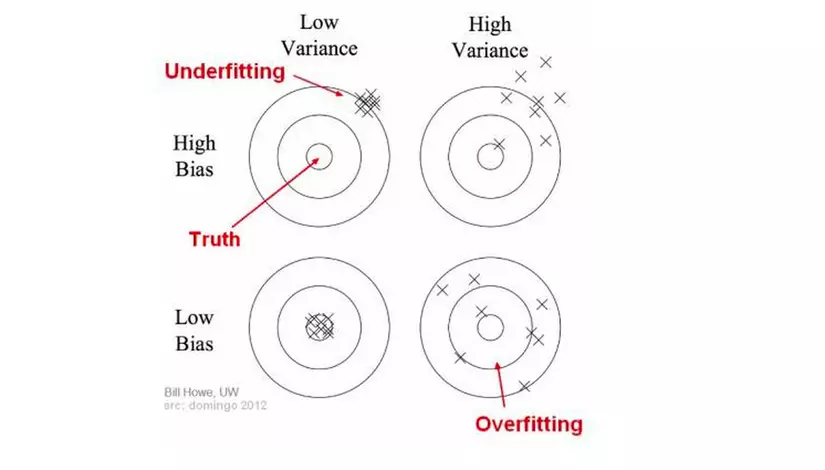 Low
Variance
High
Variance
Underfitting
High
Bias
Truth
Low
Bias
Bill Howe, UW
src: domingo 2012
Overfitting